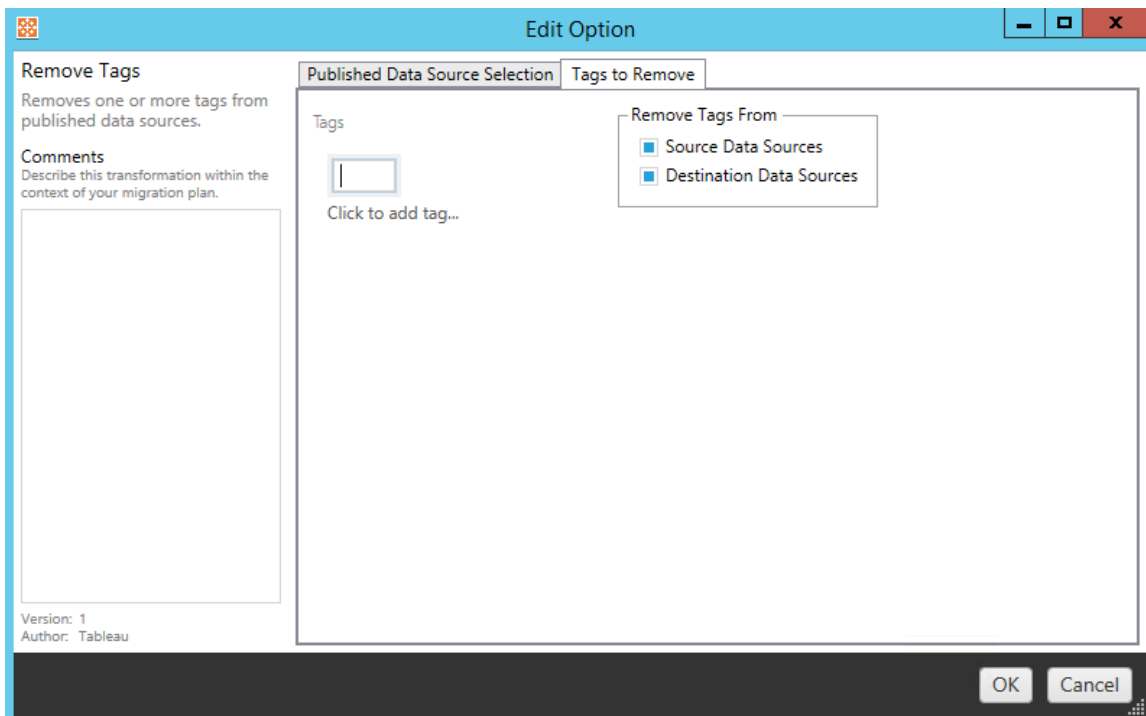 Edit Option
Remove Tags
Removes one or more tags from
published data sources.
Comments
Describe this transformation within the
context of your migration plan.
Version: 1
Author: Tableau
Published Data Source Selection
Tags to Remove
Tags
Click to add tag...
Remove Tags From
Source Data Sources
Destination Data Sources
OK
Cancel